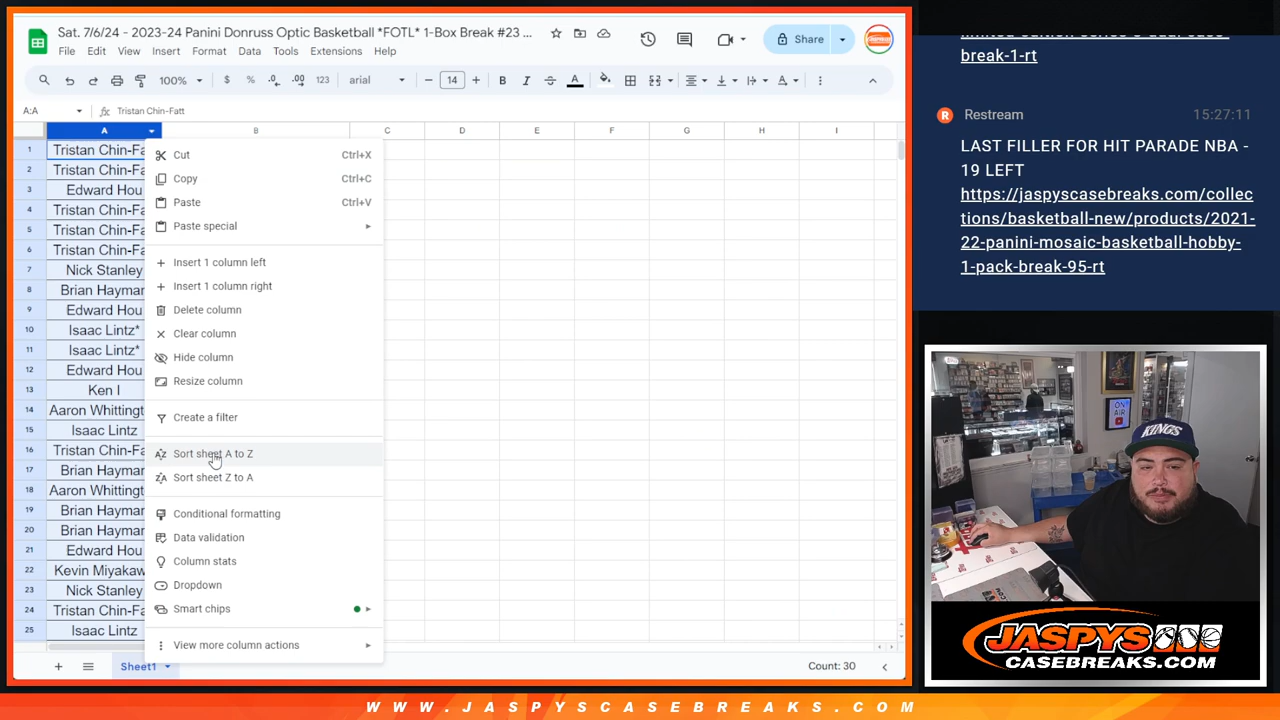 Sat. 7/6/24 - 2023-24 Panini Donruss Optic Basketball *FOTL* 1-Box Break #23 ...
File Edit View Insert Format Data Tools Extensions Help
Share
100% $ % .0 .00 123 arial 14 B I S A
A:A fx Tristan Chin-Fatt
A B C D E F G H I
1 Tristan Chin-Fa
2 Tristan Chin-Fa
3 Edward Hou
4 Tristan Chin-Fa
5 Tristan Chin-Fa
6 Tristan Chin-Fa
7 Nick Stanley
8 Brian Hayma
9 Edward Hou
10 Isaac Lintz*
11 Isaac Lintz*
12 Edward Hou
13 Ken I
14 Aaron Whittingt
15 Isaac Lintz
16 Tristan Chin-Fa
17 Brian Hayma
18 Aaron Whittingt
19 Brian Hayma
20 Brian Hayma
21 Edward Hou
22 Kevin Miyakaw
23 Nick Stanley
24 Tristan Chin-Fa
25 Isaac Lintz
Cut Ctrl+X
Copy Ctrl+C
Paste Ctrl+V
Paste special
Insert 1 column left
Insert 1 column right
Delete column
Clear column
Hide column
Resize column
Create a filter
Sort sheet A to Z
Sort sheet Z to A
Conditional formatting
Data validation
Column stats
Dropdown
Smart chips
View more column actions
Sheet1
Count: 30
break-1-rt
Restream 15:27:11
LAST FILLER FOR HIT PARADE NBA -
19 LEFT
https://jaspyscasebreaks.com/collec
tions/basketball-new/products/2021-
22-panini-mosaic-basketball-hobby-
1-pack-break-95-rt
ON
AIR
KINGS
JASPYS
CASEBREAKS.COM
WWW.JASPYSCASEBREAKS.COM